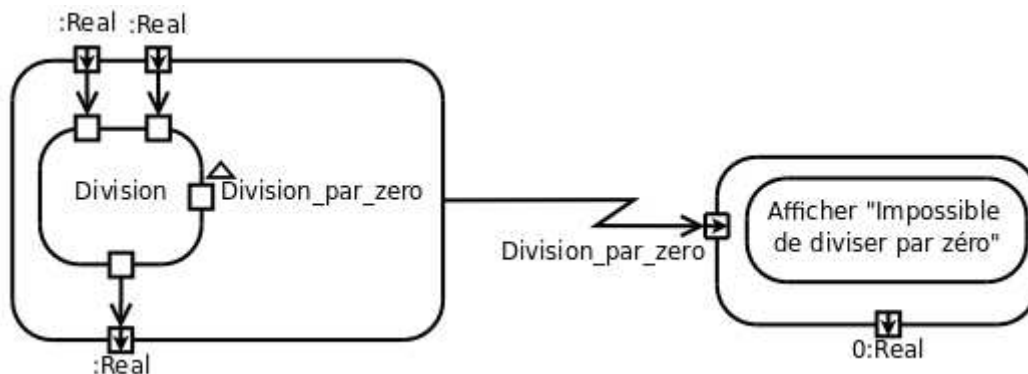 :Real :Real
Division
Division_par_zero
Division_par_zero
Afficher "Impossible
de diviser par zéro"
:Real
0:Real